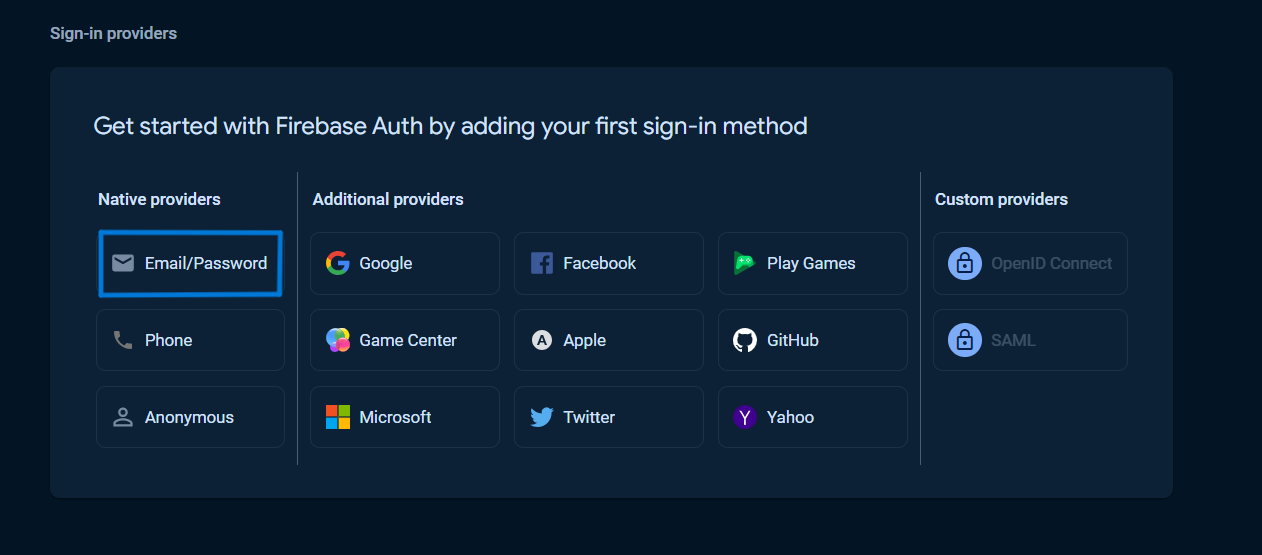 Sign-in providers
Get started with Firebase Auth by adding your first sign-in method
Native providers
Email/Password
Phone
Anonymous
Additional providers
Google
Facebook
Play Games
Game Center
Apple
GitHub
Microsoft
Twitter
Yahoo
Custom providers
OpenID Connect
SAML